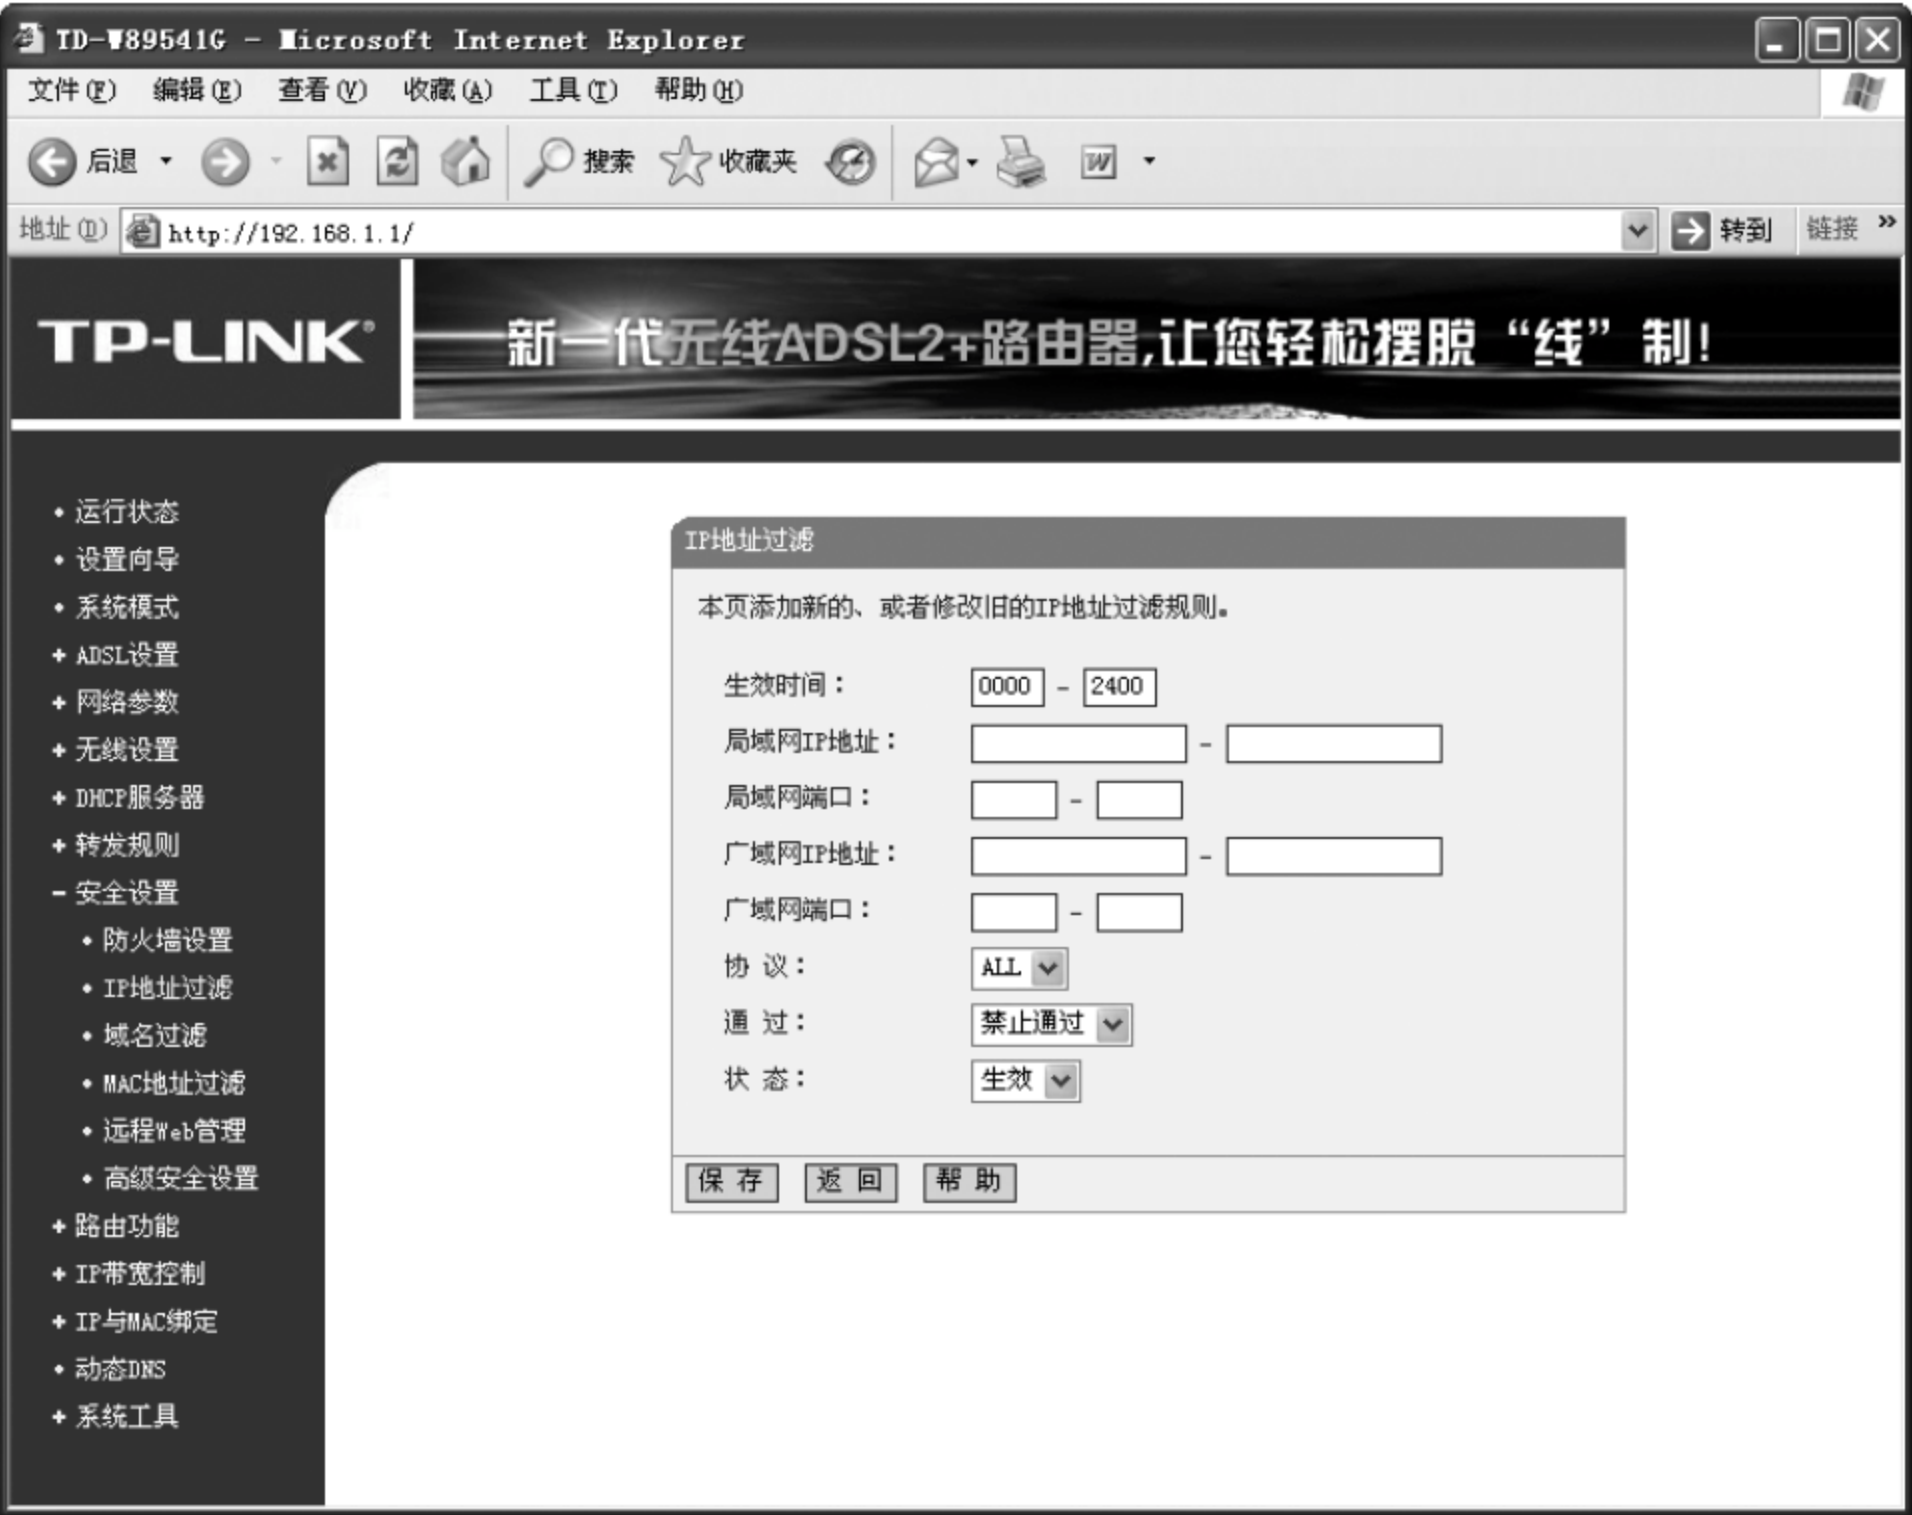 TD-W89541G - Microsoft Internet Explorer
文件(F) 编辑(E) 查看(V) 收藏(A) 工具(T) 帮助(H)
后退 搜索 收藏夹
地址(D) http://192.168.1.1/ 转到 链接 »
TP-LINK® 新一代无线ADSL2+路由器,让您轻松摆脱“线”制!
• 运行状态
• 设置向导
• 系统模式
+ ADSL设置
+ 网络参数
+ 无线设置
+ DHCP服务器
+ 转发规则
- 安全设置
• 防火墙设置
• IP地址过滤
• 域名过滤
• MAC地址过滤
• 远程Web管理
• 高级安全设置
+ 路由功能
+ IP带宽控制
+ IP与MAC绑定
• 动态DNS
+ 系统工具
IP地址过滤
本页添加新的、或者修改旧的IP地址过滤规则。
生效时间： 0000 - 2400
局域网IP地址： -
局域网端口： -
广域网IP地址： -
广域网端口： -
协 议： ALL
通 过： 禁止通过
状 态： 生效
保 存 返 回 帮 助